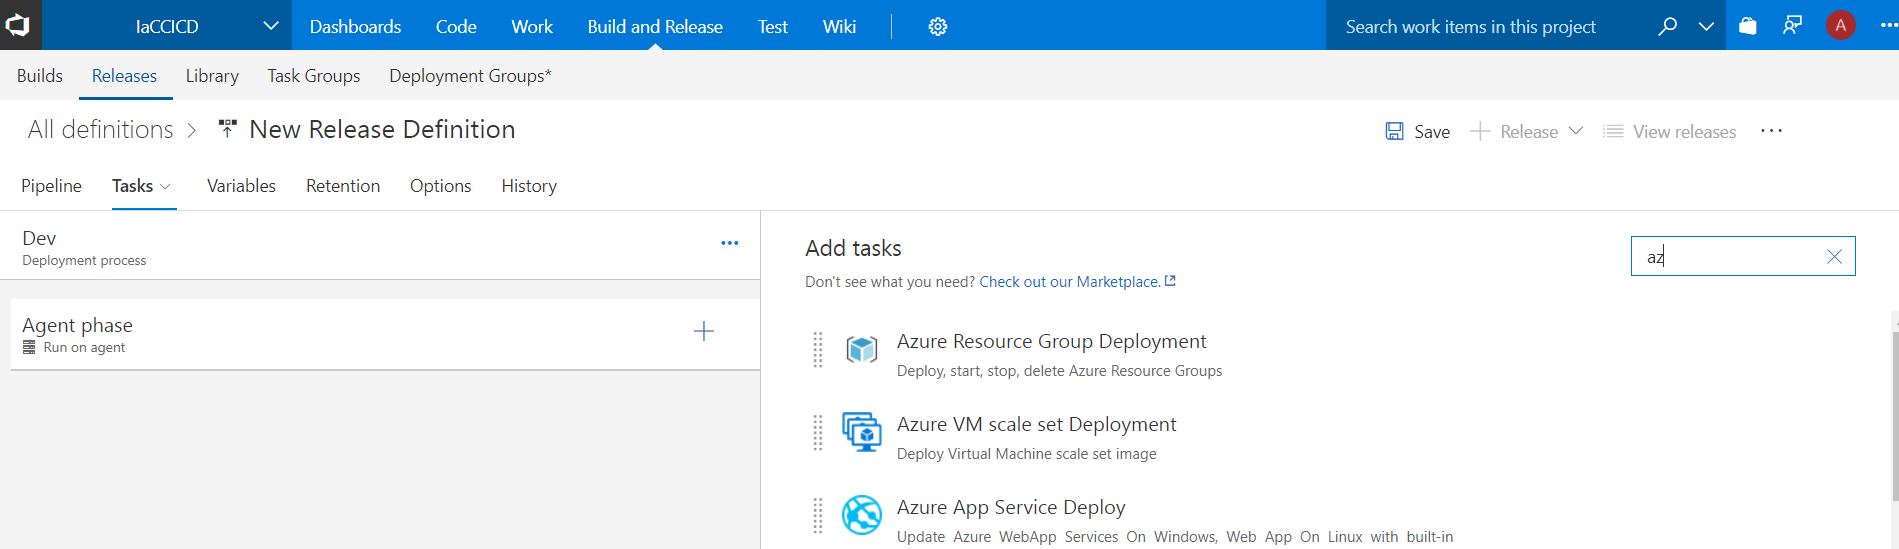 IaCCICD Dashboards Code Work Build and Release Test Wiki Search work items in this project A
Builds Releases Library Task Groups Deployment Groups*
All definitions > New Release Definition Save Release View releases ...
Pipeline Tasks Variables Retention Options History
Dev
Deployment process
Agent phase
Run on agent
Add tasks
az
Don't see what you need? Check out our Marketplace.
Azure Resource Group Deployment
Deploy, start, stop, delete Azure Resource Groups
Azure VM scale set Deployment
Deploy Virtual Machine scale set image
Azure App Service Deploy
Update Azure WebApp Services On Windows, Web App On Linux with built-in